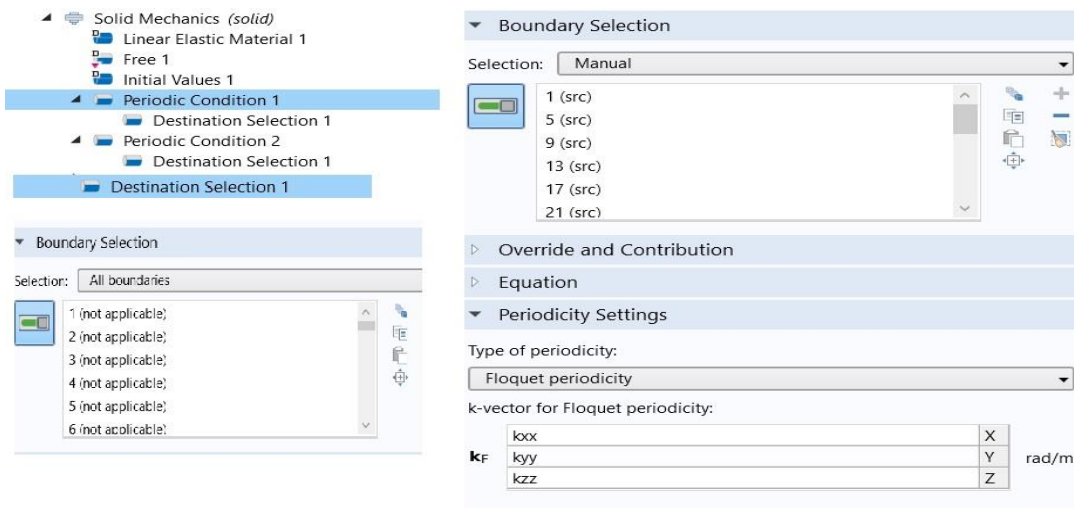 Solid Mechanics (solid)
Linear Elastic Material 1
Free 1
Initial Values 1
Periodic Condition 1
Destination Selection 1
Periodic Condition 2
Destination Selection 1
Destination Selection 1
Boundary Selection
Selection: All boundaries
1 (not applicable)
2 (not applicable)
3 (not applicable)
4 (not applicable)
5 (not applicable)
6 (not applicable)
Boundary Selection
Selection: Manual
1 (src)
5 (src)
9 (src)
13 (src)
17 (src)
21 (src)
Override and Contribution
Equation
Periodicity Settings
Type of periodicity:
Floquet periodicity
k-vector for Floquet periodicity:
kxx X
kF kyy Y rad/m
kzz Z